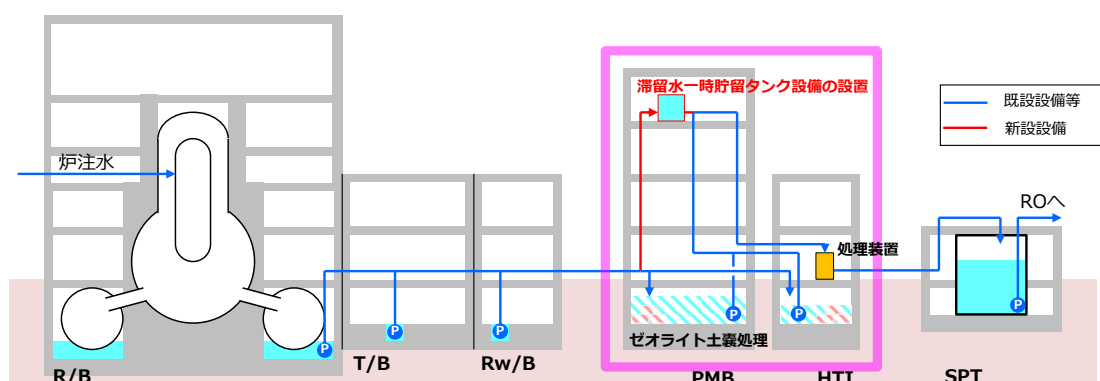 滞留水一時貯留タンク設備の設置
既設設備等
新設設備
炉注水
ROへ
処理装置
P
P
P
P
P
P
ゼオライト土嚢処理
R/B
T/B
Rw/B
PMB
HTI
SPT